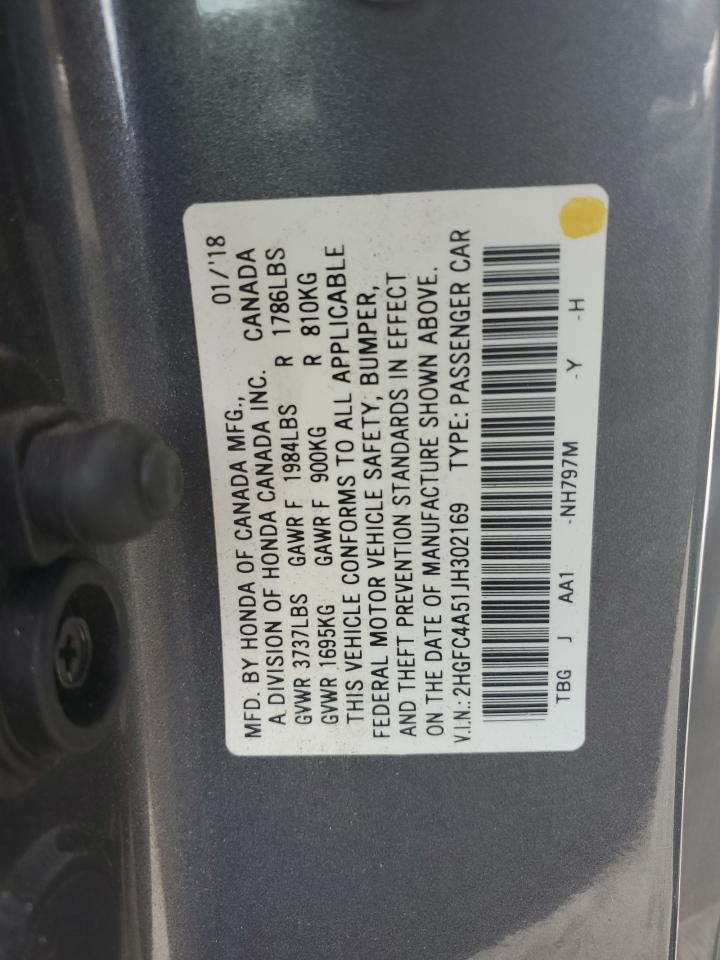 MFD. BY HONDA OF CANADA MFG., 01/'18
A DIVISION OF HONDA CANADA INC. CANADA
GVWR 3737LBS GAWR F 1984LBS R 1786LBS
GVWR 1695KG GAWR F 900KG R 810KG
THIS VEHICLE CONFORMS TO ALL APPLICABLE
FEDERAL MOTOR VEHICLE SAFETY, BUMPER,
AND THEFT PREVENTION STANDARDS IN EFFECT
ON THE DATE OF MANUFACTURE SHOWN ABOVE.
V.I.N.: 2HGFC4A51JH302169 TYPE: PASSENGER CAR
TBG J AA1 -NH797M -Y -H